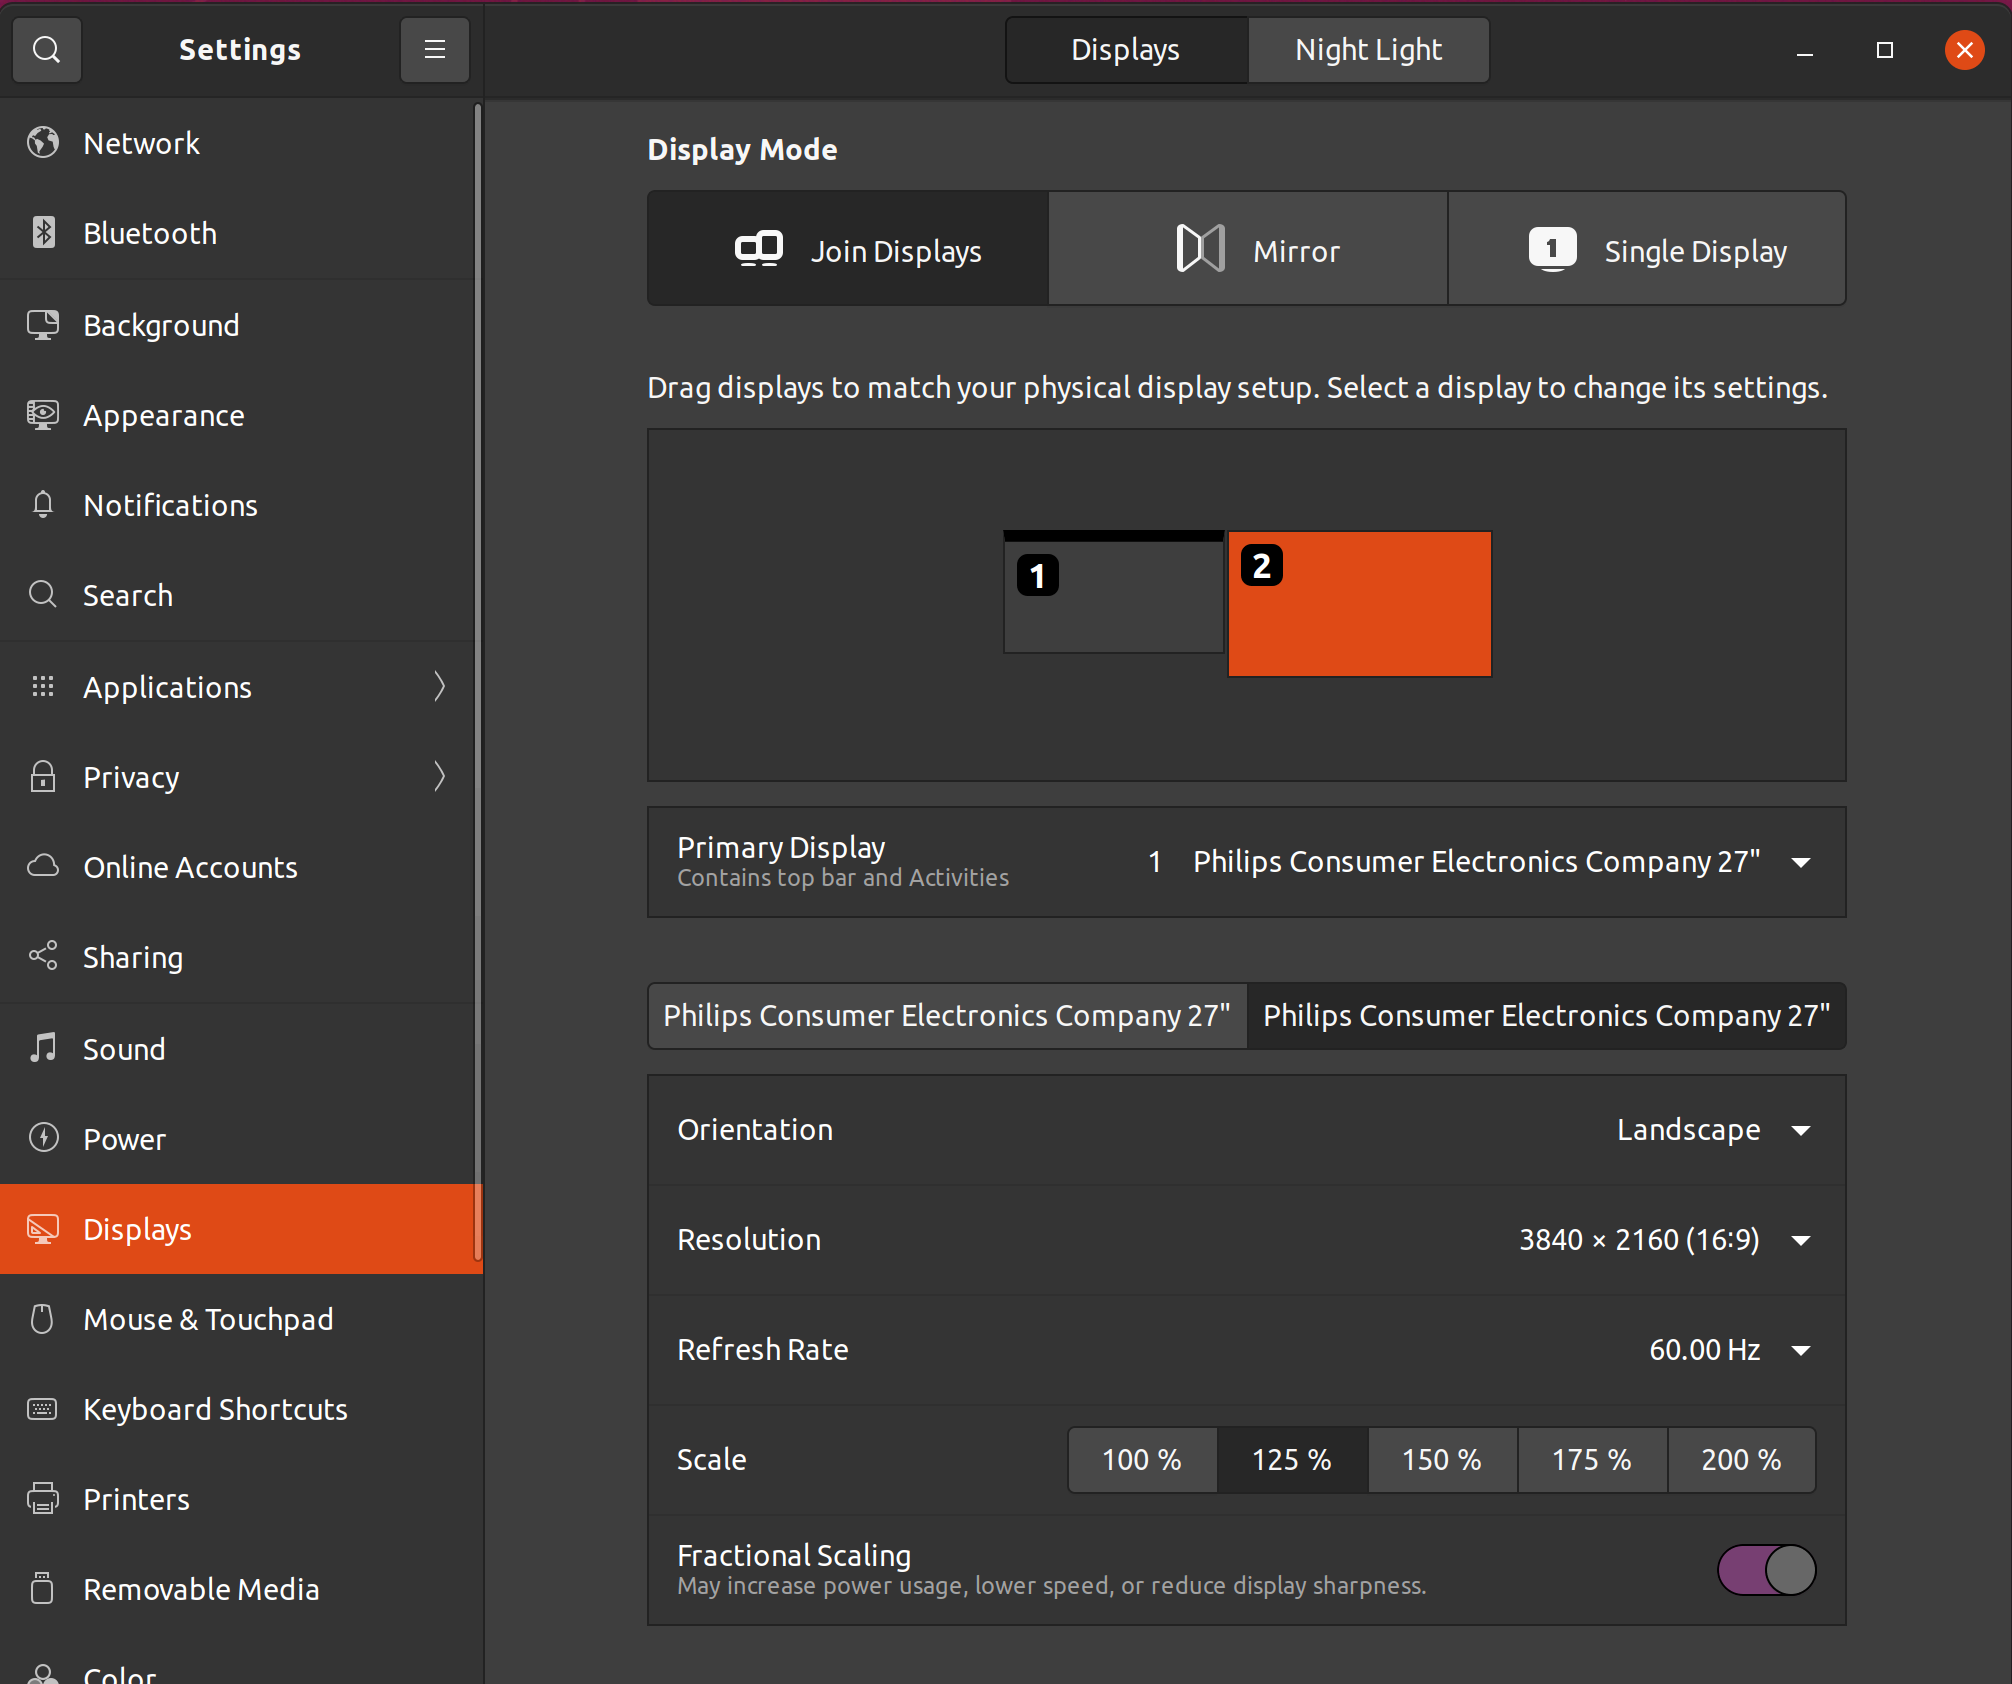 Settings
Displays
Night Light
Network
Bluetooth
Background
Appearance
Notifications
Search
Applications
Privacy
Online Accounts
Sharing
Sound
Power
Displays
Mouse & Touchpad
Keyboard Shortcuts
Printers
Removable Media
Color
Display Mode
Join Displays
Mirror
1
Single Display
Drag displays to match your physical display setup. Select a display to change its settings.
1
2
Primary Display
Contains top bar and Activities
1 Philips Consumer Electronics Company 27"
Philips Consumer Electronics Company 27"
Philips Consumer Electronics Company 27"
Orientation
Landscape
Resolution
3840 × 2160 (16:9)
Refresh Rate
60.00 Hz
Scale
100 %
125 %
150 %
175 %
200 %
Fractional Scaling
May increase power usage, lower speed, or reduce display sharpness.